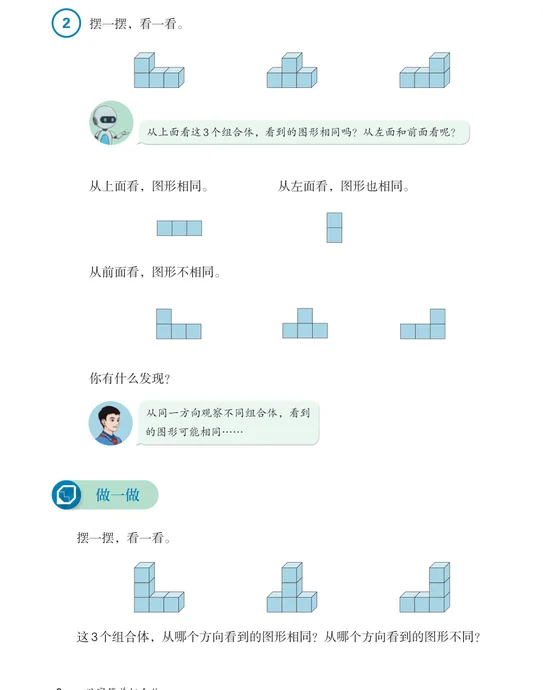 2 摆一摆，看一看。
从上面看这3个组合体，看到的图形相同吗？从左面和前面看呢？
从上面看，图形相同。 从左面看，图形也相同。
从前面看，图形不相同。
你有什么发现？
从同一方向观察不同组合体，看到
的图形可能相同……
做一做
摆一摆，看一看。
这3个组合体，从哪个方向看到的图形相同？从哪个方向看到的图形不同？